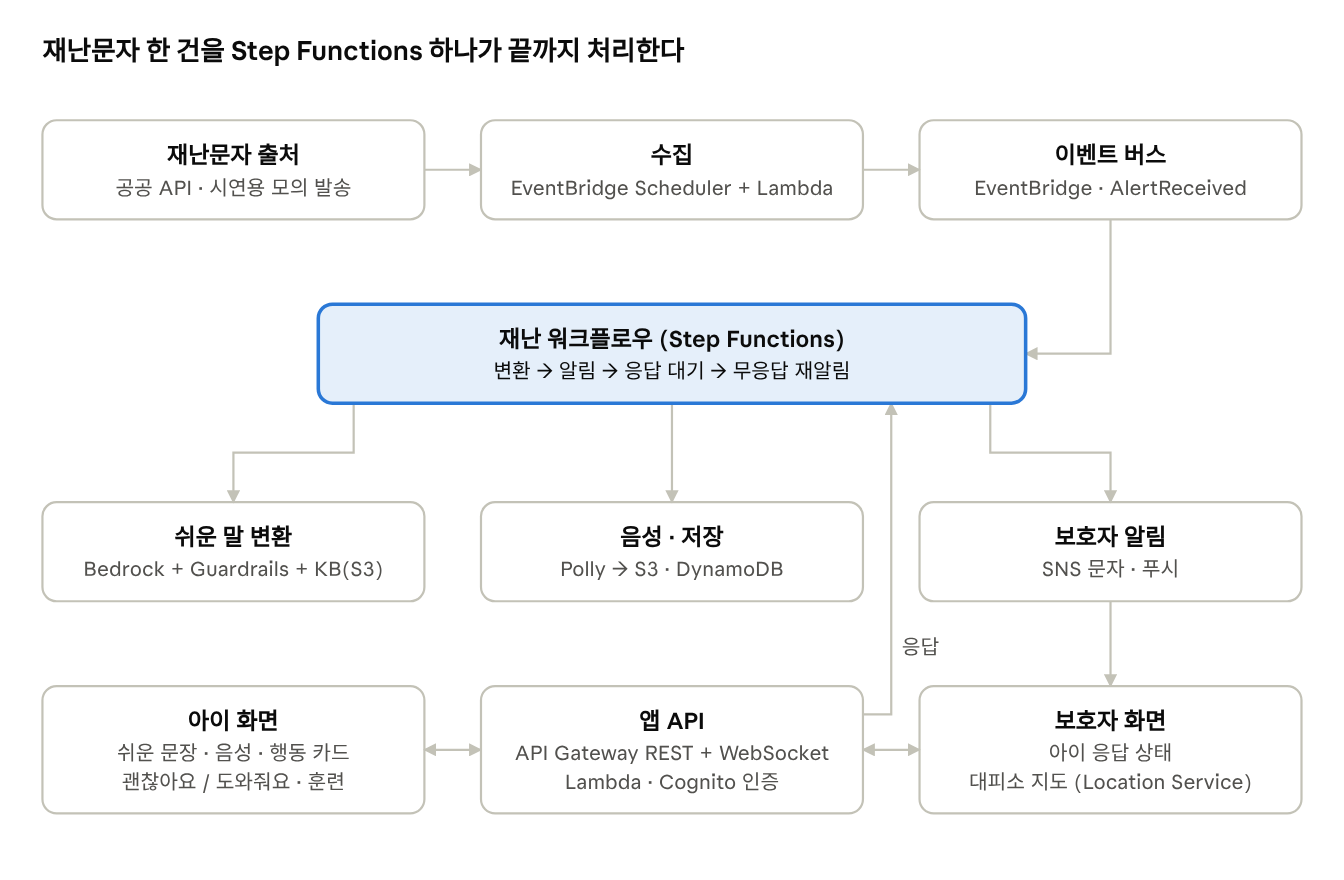 재난문자 한 건을 Step Functions 하나가 끝까지 처리한다
재난문자 출처
공공 API · 시연용 모의 발송
수집
EventBridge Scheduler + Lambda
이벤트 버스
EventBridge · AlertReceived
재난 워크플로우 (Step Functions)
변환 → 알림 → 응답 대기 → 무응답 재알림
쉬운 말 변환
Bedrock + Guardrails + KB(S3)
음성 · 저장
Polly → S3 · DynamoDB
보호자 알림
SNS 문자 · 푸시
응답
아이 화면
쉬운 문장 · 음성 · 행동 카드
괜찮아요 / 도와줘요 · 훈련
앱 API
API Gateway REST + WebSocket
Lambda · Cognito 인증
보호자 화면
아이 응답 상태
대피소 지도 (Location Service)